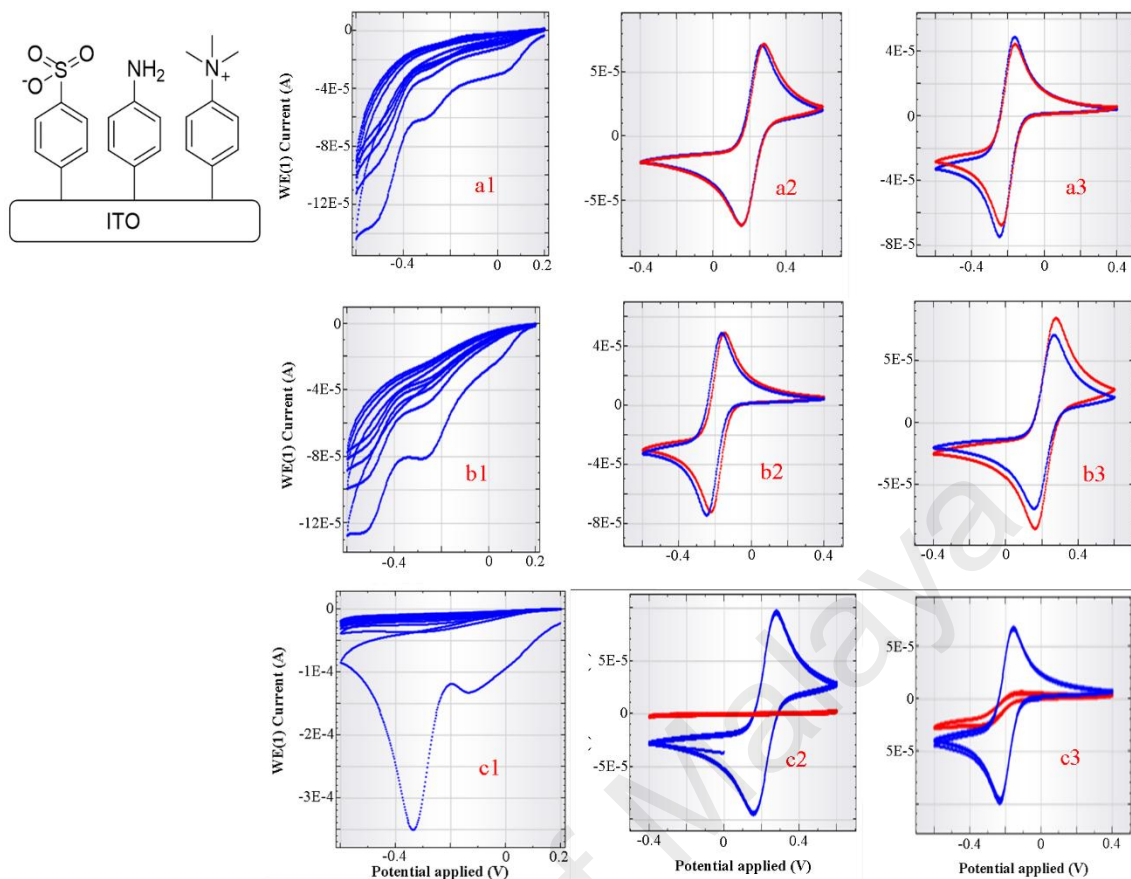 O O
S
-O
NH2
N+
ITO
WE(1) Current (A)
0
-4E-5
-8E-5
-12E-5
-0.4 0 0.2
a1
5E-5
0
-5E-5
0 0.4
a2
4E-5
0
-4E-5
-8E-5
-0.4 0 0.4
a3
WE(1) Current (A)
0
-4E-5
-8E-5
-12E-5
-0.4 0 0.2
b1
4E-5
0
-4E-5
-8E-5
-0.4 0 0.4
b2
5E-5
0
-5E-5
-0.4 0 0.4
b3
WE(1) Current (A)
0
-1E-4
-2E-4
-3E-4
-0.4 0 0.2
Potential applied (V)
c1
5E-5
0
-5E-5
0 0.4
Potential applied (V)
c2
5E-5
0
5E-5
-0.4 0 0.4
Potential applied (V)
c3
f Malaya